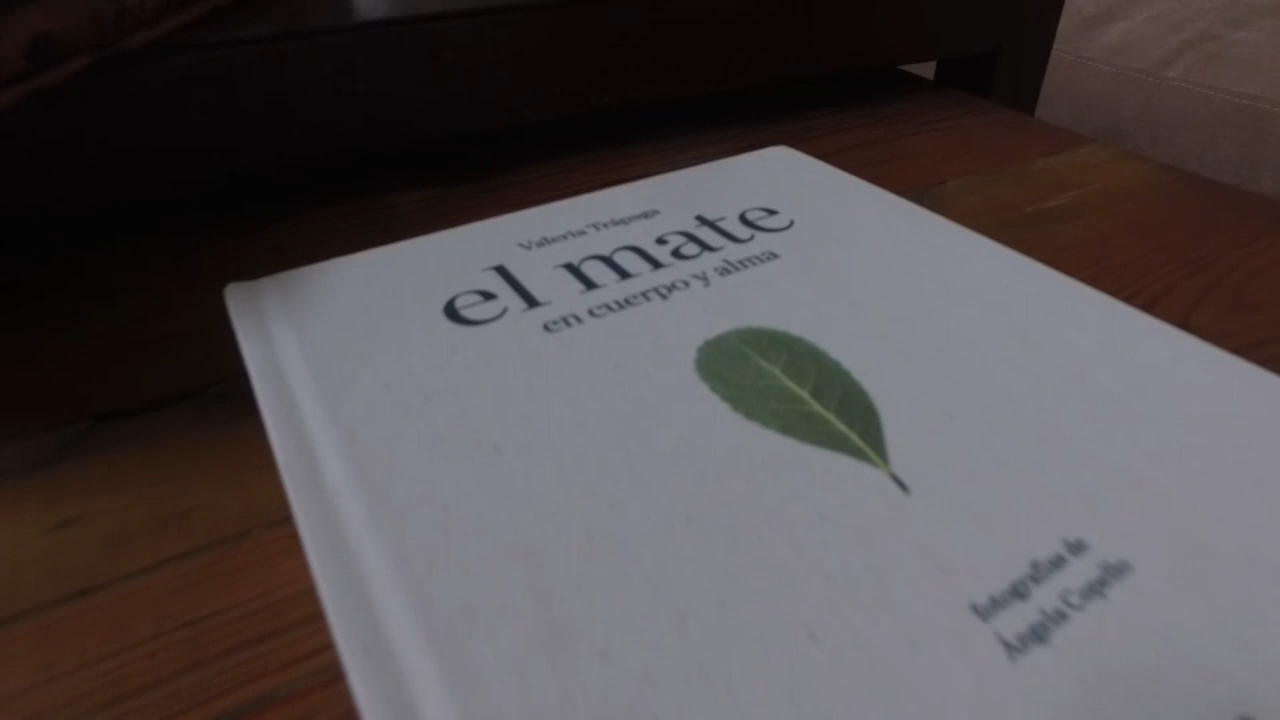 Valeria Trápaga
el mate
en cuerpo y alma
fotografías de
Ángela Copello